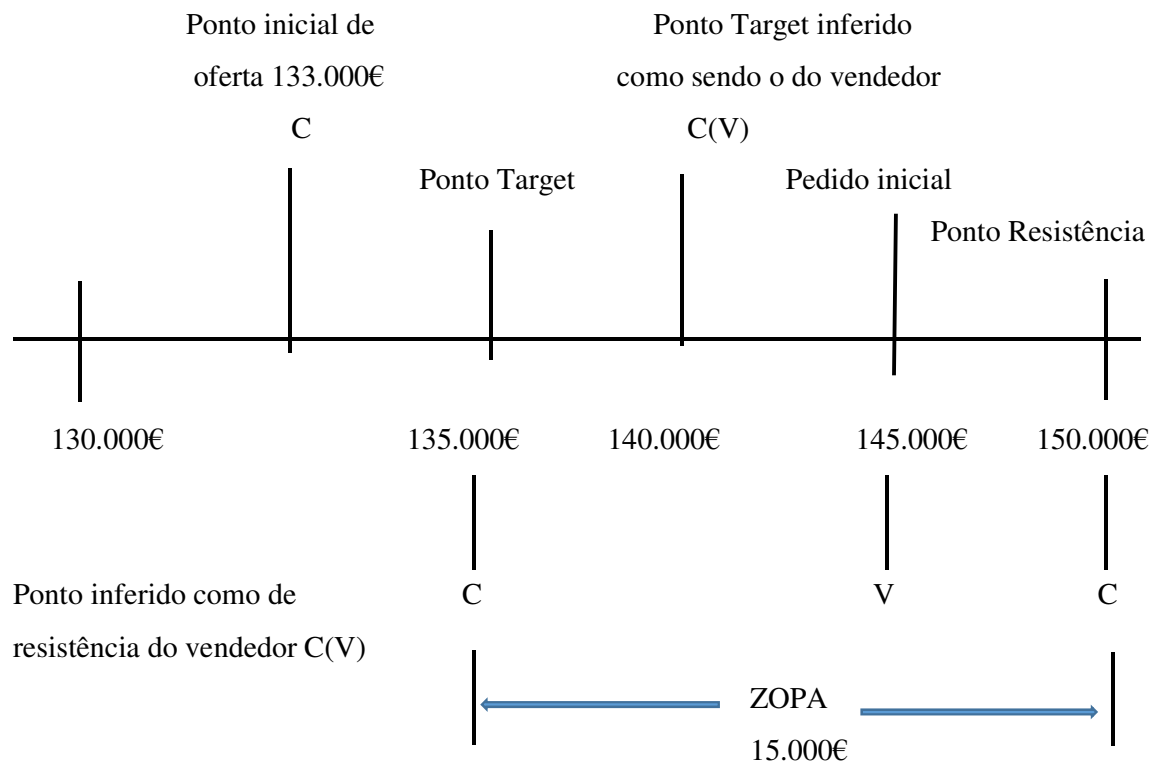 Ponto inicial de
oferta 133.000€
C
Ponto Target inferido
como sendo o do vendedor
C(V)
Ponto Target
Pedido inicial
Ponto Resistência
130.000€
135.000€
140.000€
145.000€
150.000€
Ponto inferido como de
resistência do vendedor C(V)
C
V
C
ZOPA
15.000€